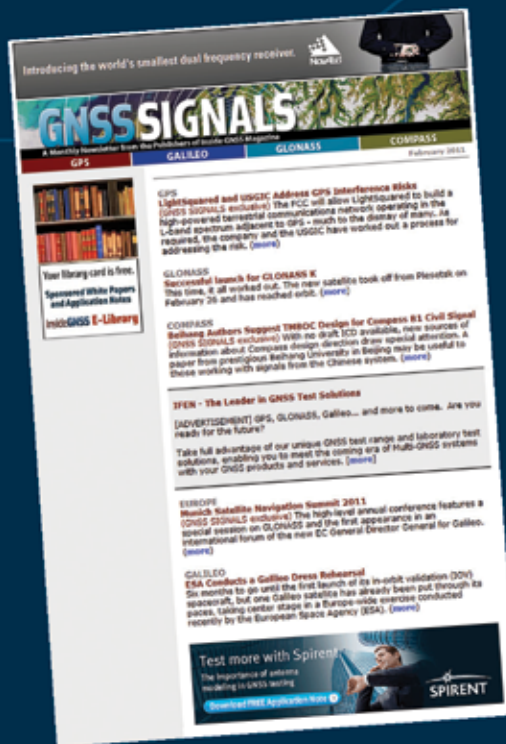 Introducing the world's smallest dual frequency receiver.
NovAtel
GNSS SIGNALS
A Monthly Newsletter from the Publishers of Inside GNSS Magazine
GPS GALILEO GLONASS COMPASS
February 2011
Your library card is free.
Sponsored White Papers
and Application Notes
InsideGNSS E-Library
GPS
LightSquared and USGIC Address GPS Interference Risks
(GNSS SIGNALS exclusive) The FCC will allow LightSquared to build a
high-powered terrestrial communications network operating in the
L-band spectrum adjacent to GPS – much to the dismay of many. As
required, the company and the USGIC have worked out a process for
addressing the risk. (more)
GLONASS
Successful launch for GLONASS K
This time, it all worked out. The new satellite took off from Plesetsk on
February 26 and has reached orbit. (more)
COMPASS
Beihang Authors Suggest TMBOC Design for Compass B1 Civil Signal
(GNSS SIGNALS exclusive) With no draft ICD available, new sources of
information about Compass design direction draw special attention. A
paper from prestigious Beihang University in Beijing may be useful to
those working with signals from the Chinese system. (more)
IFEN - The Leader in GNSS Test Solutions
[ADVERTISEMENT] GPS, GLONASS, Galileo... and more to come. Are you
ready for the future?
Take full advantage of our unique GNSS test range and laboratory test
solutions, enabling you to meet the coming era of Multi-GNSS systems
with your GNSS products and services. [more]
EUROPE
Munich Satellite Navigation Summit 2011
(GNSS SIGNALS exclusive) The high-level annual conference features a
special session on GLONASS and the first appearance in an
international forum of the new EC General Director General for Galileo.
(more)
GALILEO
ESA Conducts a Galileo Dress Rehearsal
Six months to go until the first launch of its in-orbit validation (IOV)
spacecraft, but one Galileo satellite has already been put through its
paces, taking center stage in a Europe-wide exercise conducted
recently by the European Space Agency (ESA). (more)
Test more with Spirent
The importance of antenna
modeling in GNSS testing
Download FREE Application Note
SPIRENT